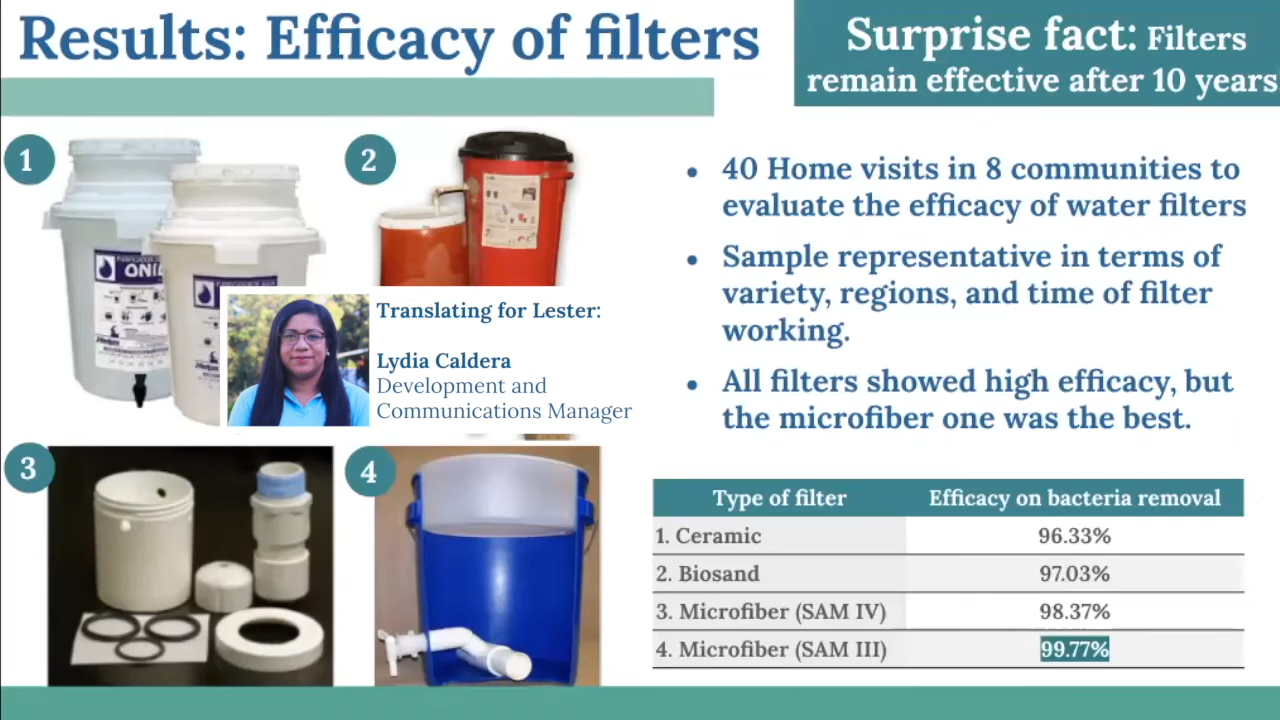 Results: Efficacy of filters
Surprise fact: Filters
remain effective after 10 years
1
2
ONIL
Translating for Lester:
Lydia Caldera
Development and
Communications Manager
3
4
• 40 Home visits in 8 communities to
evaluate the efficacy of water filters
• Sample representative in terms of
variety, regions, and time of filter
working.
• All filters showed high efficacy, but
the microfiber one was the best.
Type of filter Efficacy on bacteria removal
1. Ceramic 96.33%
2. Biosand 97.03%
3. Microfiber (SAM IV) 98.37%
4. Microfiber (SAM III) 99.77%